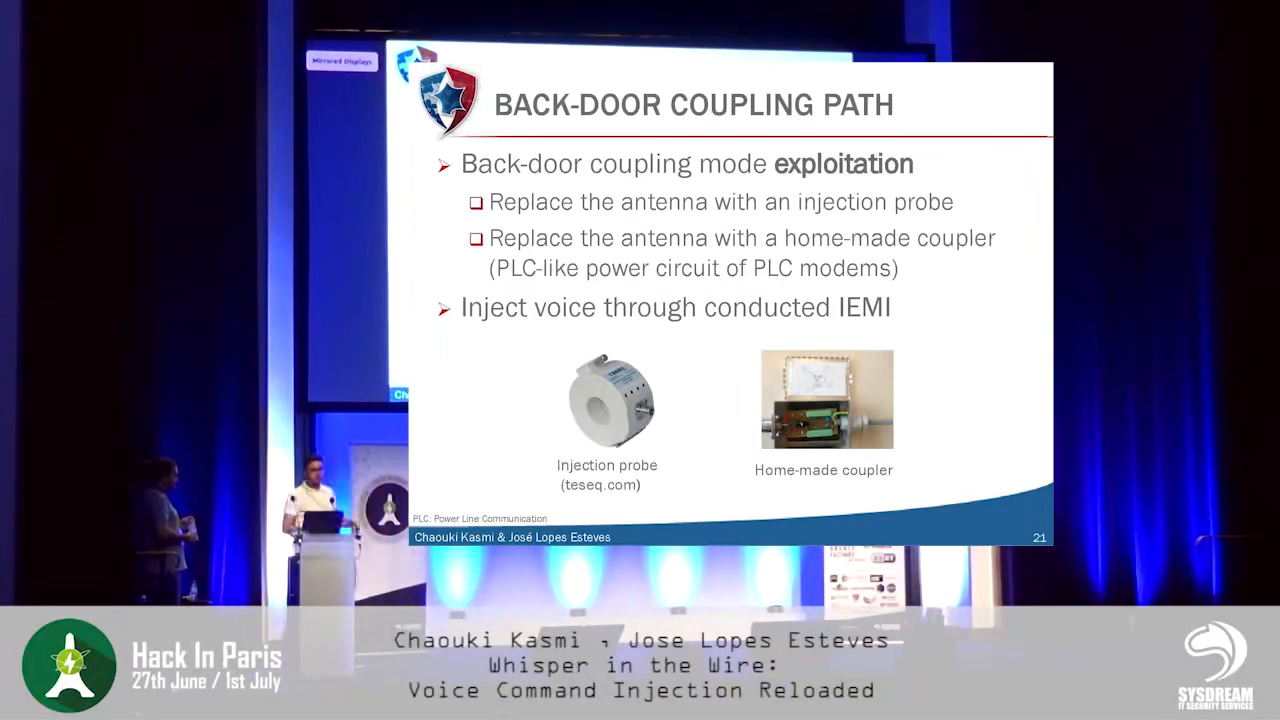 Mirrored Displays
BACK-DOOR COUPLING PATH
Back-door coupling mode exploitation
Replace the antenna with an injection probe
Replace the antenna with a home-made coupler
(PLC-like power circuit of PLC modems)
Inject voice through conducted IEMI
Injection probe
(teseq.com)
Home-made coupler
PLC: Power Line Communication
Chaouki Kasmi & José Lopes Esteves
21
Ch
Chaouki Kasmi , Jose Lopes Esteves
Whisper in the Wire:
Voice Command Injection Reloaded
Hack In Paris
27th June / 1st July
SYSDREAM
IT SECURITY SERVICES